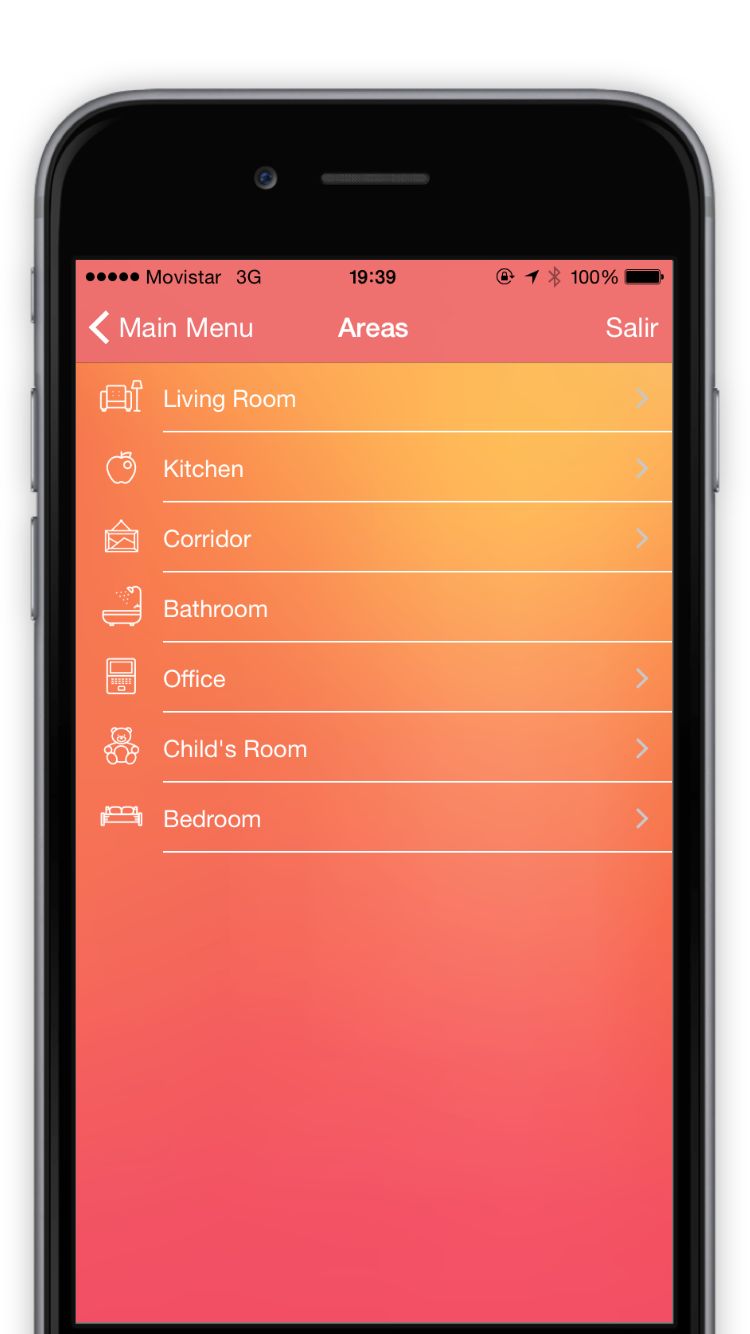 Movistar 3G 19:39 100%
Main Menu Areas Salir
Living Room
Kitchen
Corridor
Bathroom
Office
Child's Room
Bedroom